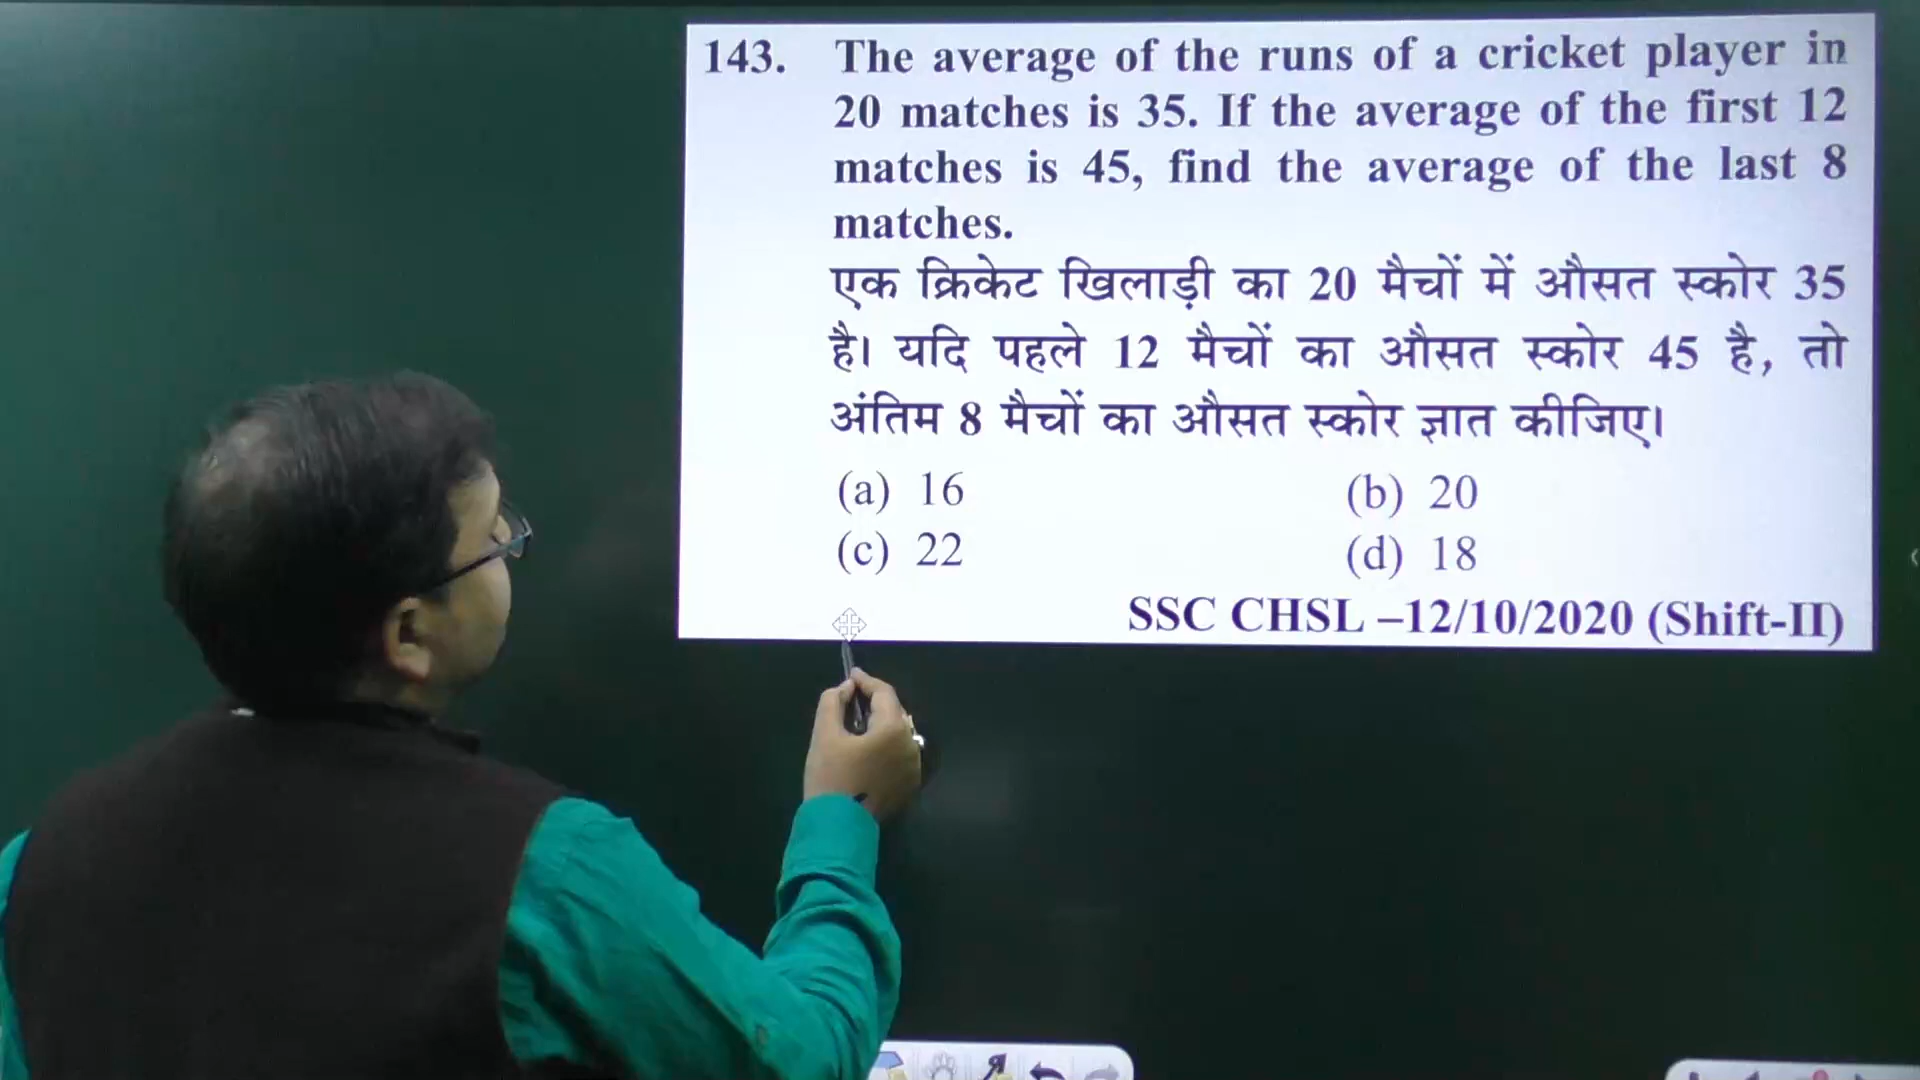 143. The average of the runs of a cricket player in
20 matches is 35. If the average of the first 12
matches is 45, find the average of the last 8
matches.
एक क्रिकेट खिलाड़ी का 20 मैचों में औसत स्कोर 35
है। यदि पहले 12 मैचों का औसत स्कोर 45 है, तो
अंतिम 8 मैचों का औसत स्कोर ज्ञात कीजिए।
(a) 16 (b) 20
(c) 22 (d) 18
SSC CHSL –12/10/2020 (Shift-II)